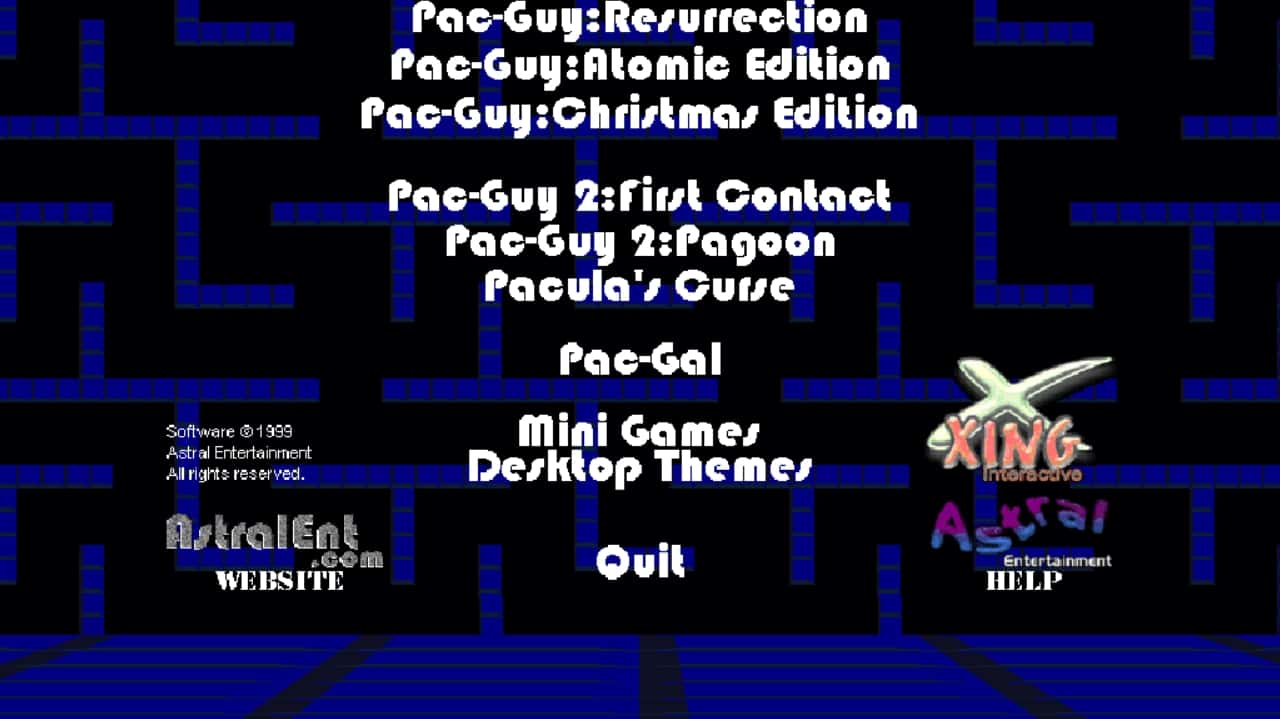 Pac-Guy:Resurrection
Pac-Guy:Atomic Edition
Pac-Guy:Christmas Edition
Pac-Guy 2:First Contact
Pac-Guy 2:Pagoon
Pacula's Curse
Pac-Gal
Mini Games
Desktop Themes
Quit
Software © 1999
Astral Entertainment
All rights reserved.
AstralEnt
.com
WEBSITE
X
XING
Interactive
Astral
Entertainment
HELP